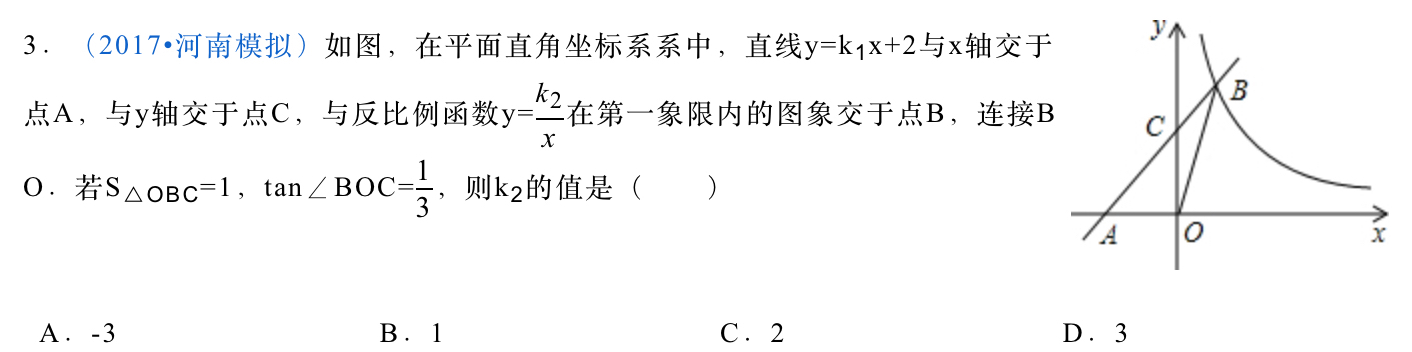 3．（2017•河南模拟）如图，在平面直角坐标系系中，直线y=k₁x+2与x轴交于
点A，与y轴交于点C，与反比例函数y=k₂/x在第一象限内的图象交于点B，连接B
O．若S△OBC=1，tan∠BOC=1/3，则k₂的值是（　　）
A．-3 B．1 C．2 D．3
y
B
C
A O x